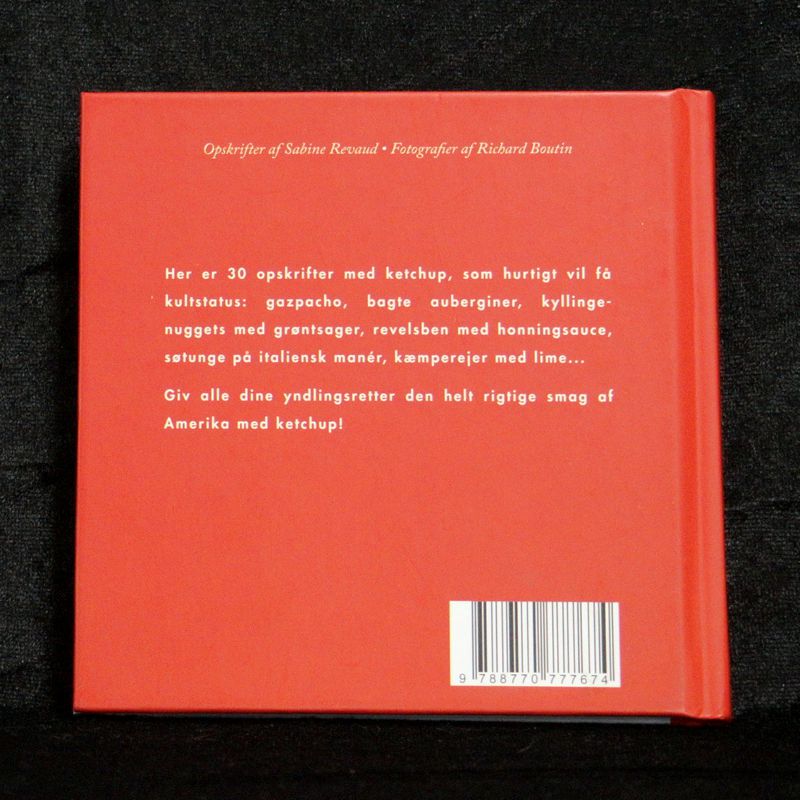 Opskrifter af Sabine Revaud • Fotografier af Richard Boutin
Her er 30 opskrifter med ketchup, som hurtigt vil få
kultstatus: gazpacho, bagte auberginer, kyllinge-
nuggets med grøntsager, revelsben med honningsauce,
søtunge på italiensk manér, kæmperejer med lime...
Giv alle dine yndlingsretter den helt rigtige smag af
Amerika med ketchup!
9 788770 777674